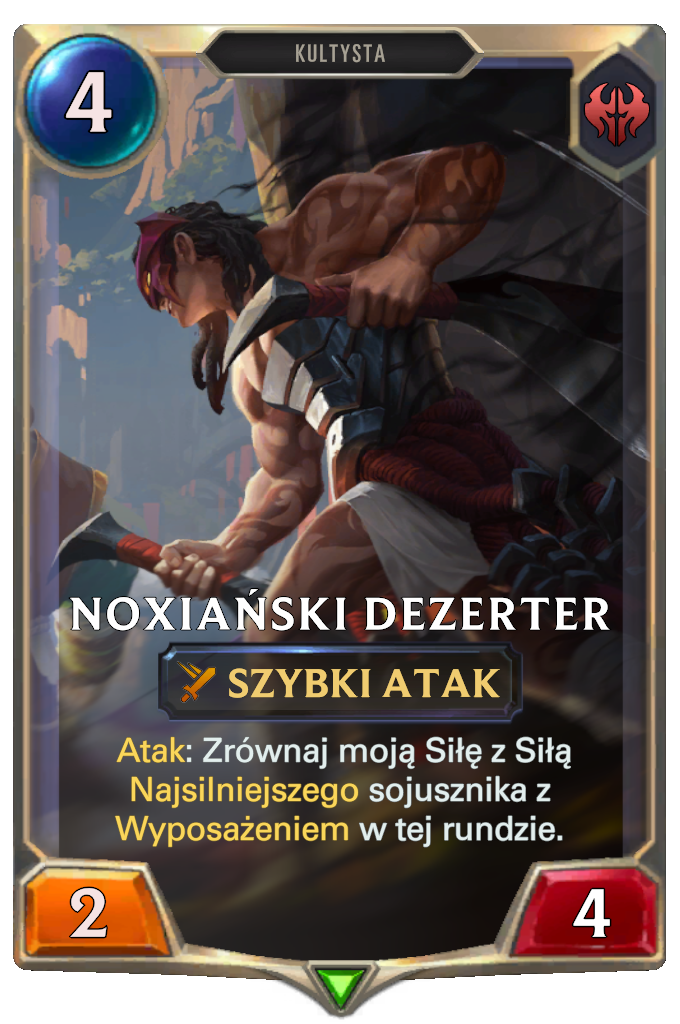 4
KULTYSTA
NOXIAŃSKI DEZERTER
SZYBKI ATAK
Atak: Zrównaj moją Siłę z Siłą
Najsilniejszego sojusznika z
Wyposażeniem w tej rundzie.
2
4